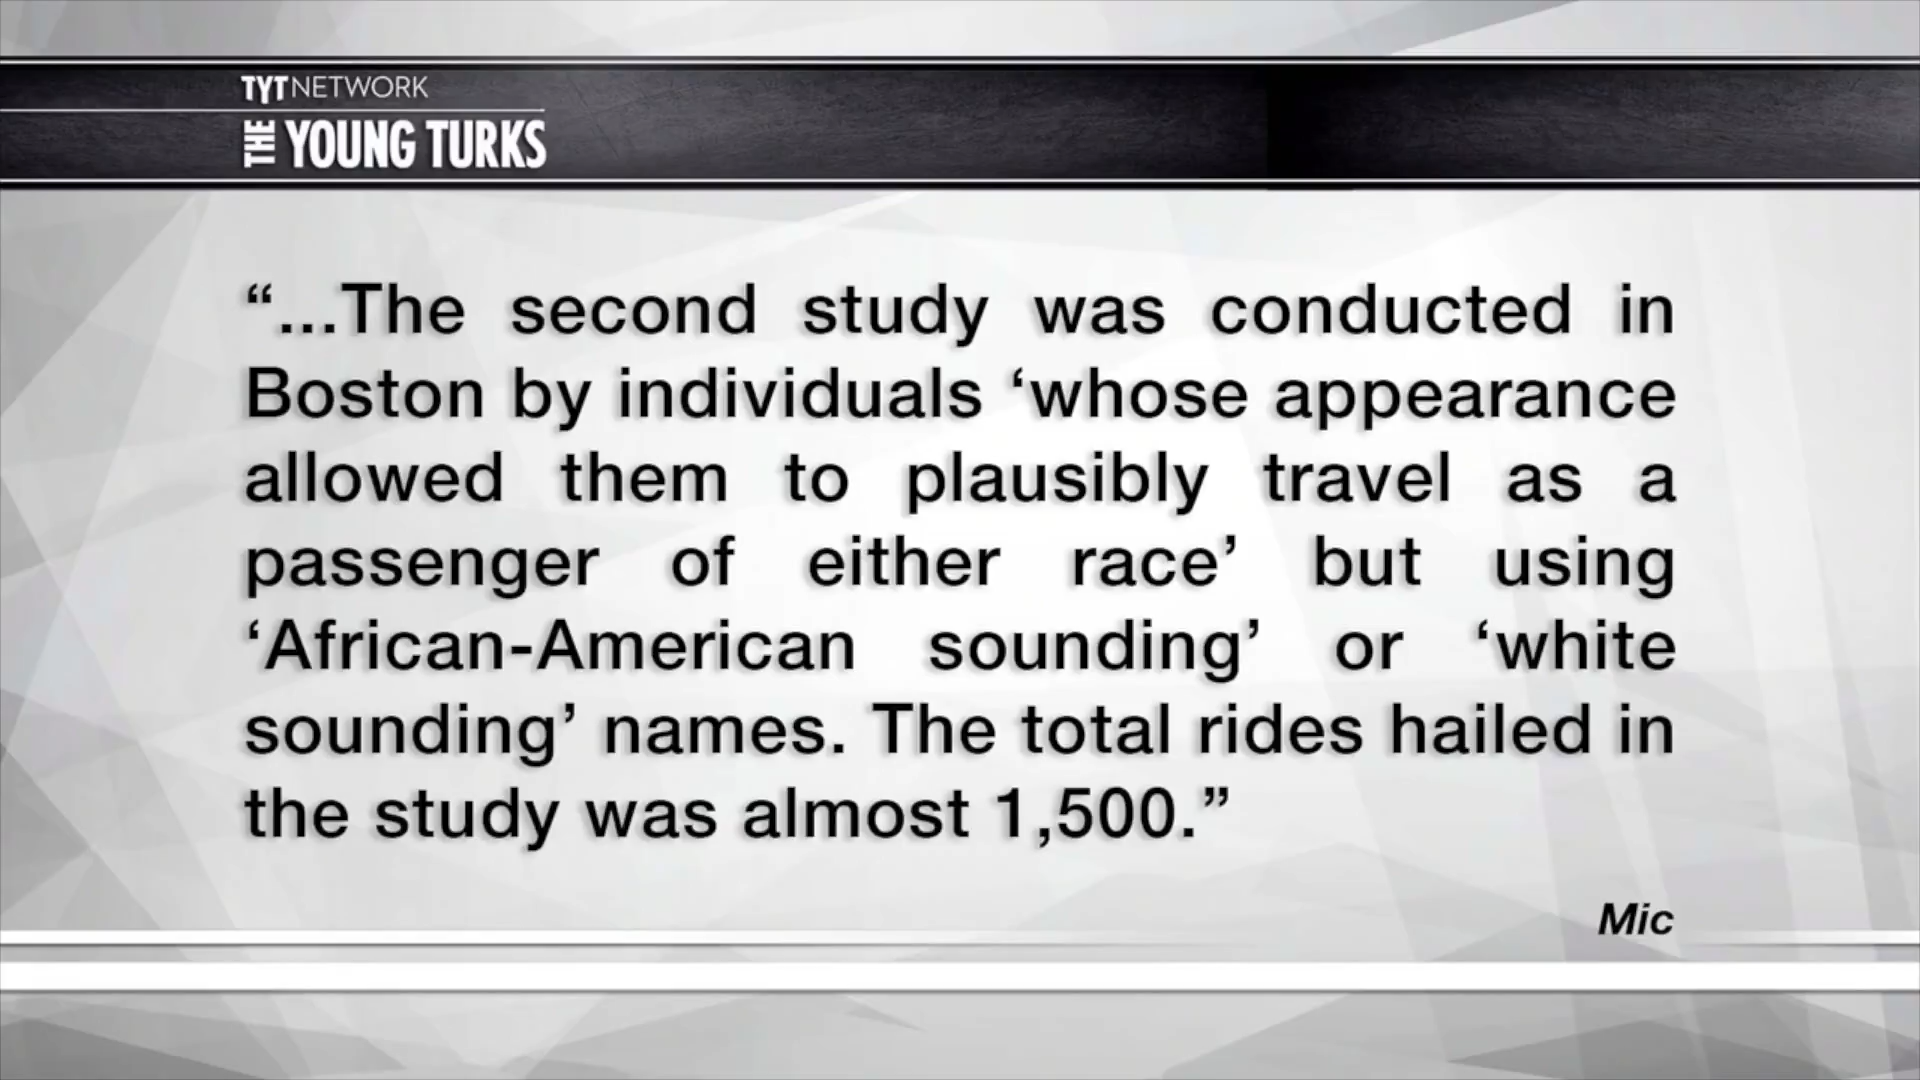 TYTNETWORK
THE YOUNG TURKS
“...The second study was conducted in
Boston by individuals ‘whose appearance
allowed them to plausibly travel as a
passenger of either race’ but using
‘African-American sounding’ or ‘white
sounding’ names. The total rides hailed in
the study was almost 1,500.”
Mic